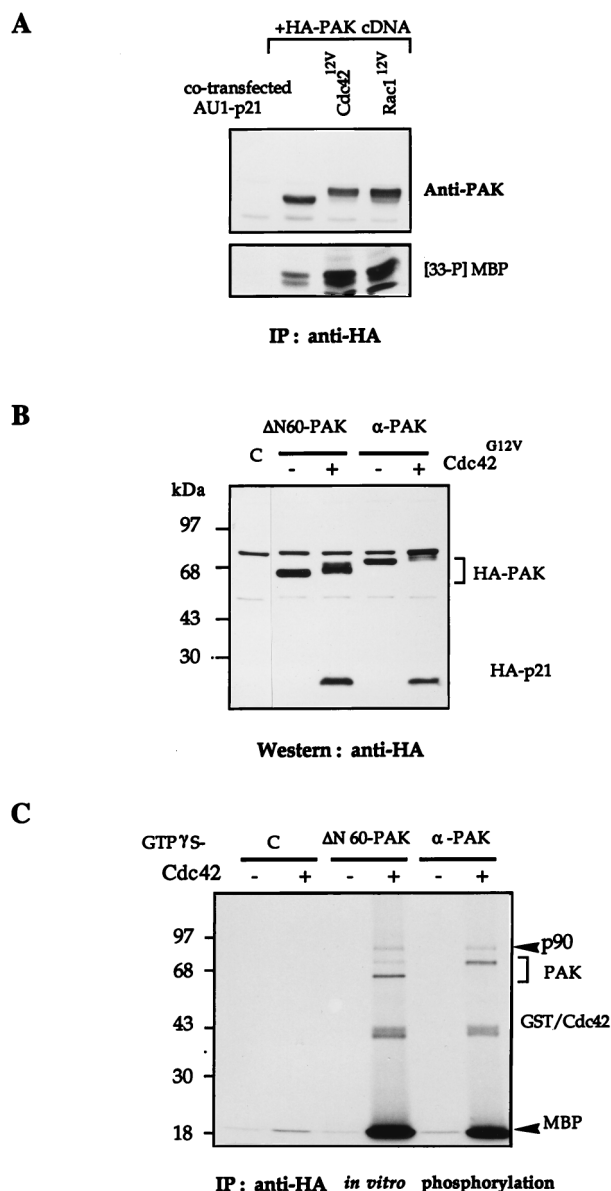 A
+HA-PAK cDNA
co-transfected
AU1-p21
Cdc42 12V
Rac1 12V
Anti-PAK
[33-P] MBP
IP : anti-HA
B
ΔN60-PAK
α-PAK
C
-
+
-
+
Cdc42 G12V
kDa
97
68
43
30
HA-PAK
HA-p21
Western : anti-HA
C
GTPγS-
Cdc42
C
ΔN 60-PAK
α -PAK
-
+
-
+
-
+
97
68
43
30
18
p90
PAK
GST/Cdc42
MBP
IP : anti-HA in vitro phosphorylation